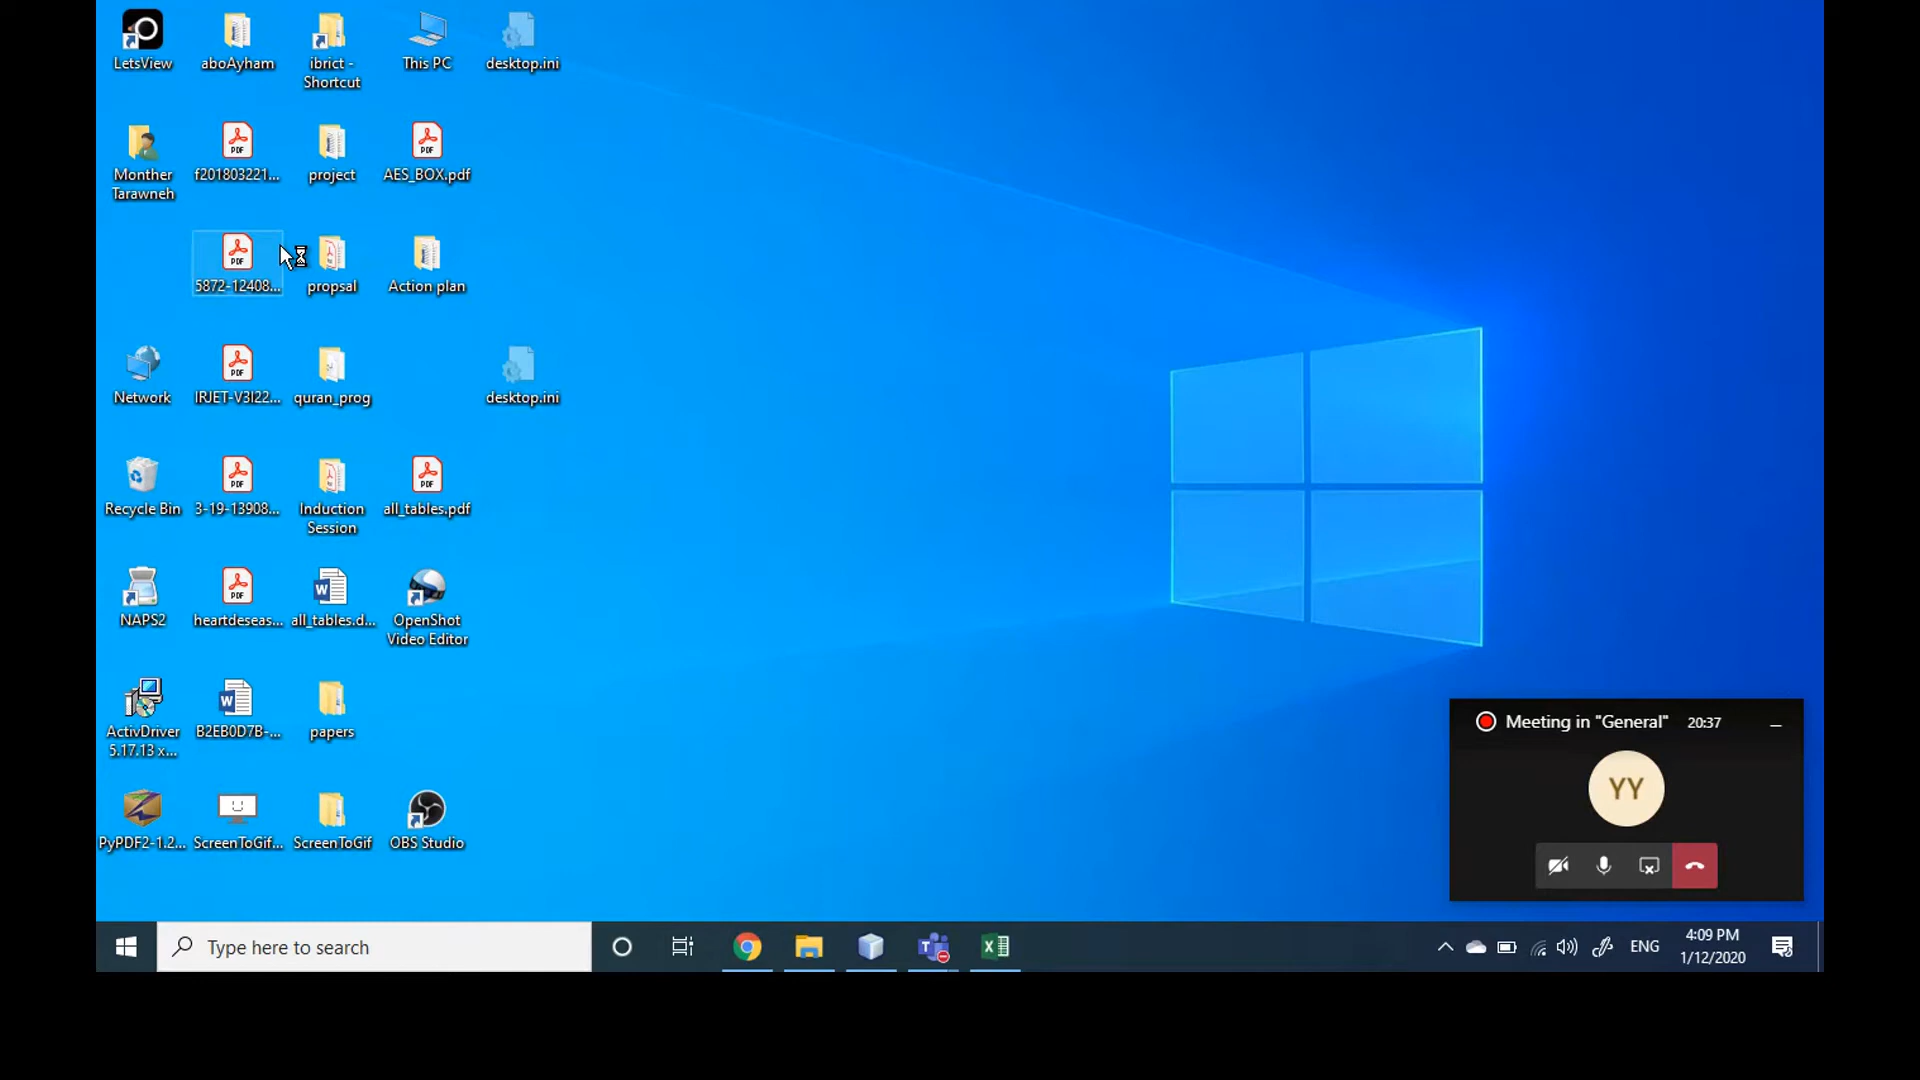 LetsView
aboAyham
ibrict -
Shortcut
This PC
desktop.ini
Monther
Tarawneh
f201803221...
project
AES_BOX.pdf
5872-12408...
propsal
Action plan
Network
IRJET-V3I22...
quran_prog
desktop.ini
Recycle Bin
3-19-13908...
Induction
Session
all_tables.pdf
NAPS2
heartdeseas...
all_tables.d...
OpenShot
Video Editor
ActivDriver
5.17.13 x...
B2EB0D7B-...
papers
PyPDF2-1.2...
ScreenToGif...
ScreenToGif
OBS Studio
Meeting in "General" 20:37
YY
Type here to search
ENG
4:09 PM
1/12/2020